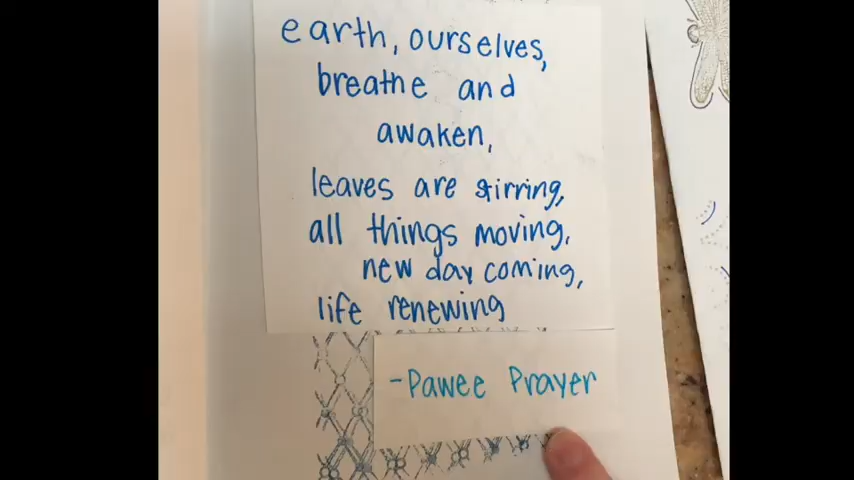 earth, ourselves,
breathe and
awaken,
leaves are stirring,
all things moving,
new day coming,
life renewing
-Pawee Prayer